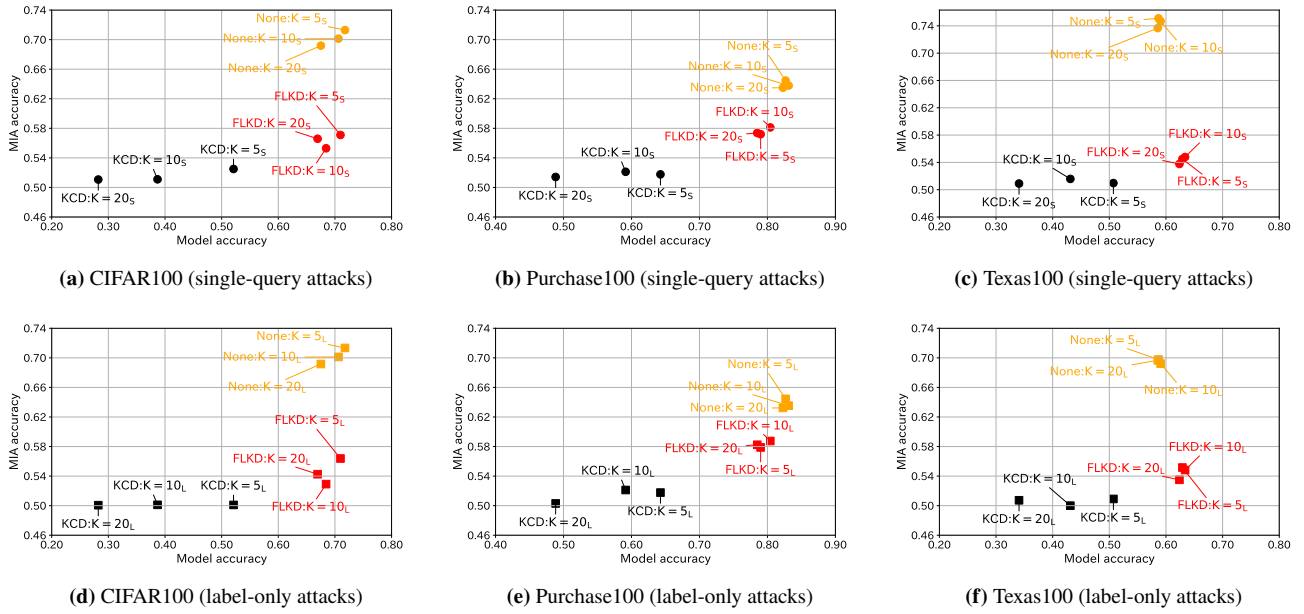 None:K = 5S
None:K = 10S
None:K = 20S
FLKD:K = 5S
FLKD:K = 20S
FLKD:K = 10S
KCD:K = 5S
KCD:K = 10S
KCD:K = 20S
0.74
0.70
0.66
0.62
0.58
0.54
0.50
0.46
MIA accuracy
0.20 0.30 0.40 0.50 0.60 0.70 0.80
Model accuracy
(a) CIFAR100 (single-query attacks)
None:K = 5S
None:K = 10S
None:K = 20S
FLKD:K = 10S
FLKD:K = 20S
FLKD:K = 5S
KCD:K = 10S
KCD:K = 20S
KCD:K = 5S
0.74
0.70
0.66
0.62
0.58
0.54
0.50
0.46
MIA accuracy
0.40 0.50 0.60 0.70 0.80 0.90
Model accuracy
(b) Purchase100 (single-query attacks)
None:K = 5S
None:K = 10S
None:K = 20S
FLKD:K = 10S
FLKD:K = 20S
FLKD:K = 5S
KCD:K = 10S
KCD:K = 20S
KCD:K = 5S
0.74
0.70
0.66
0.62
0.58
0.54
0.50
0.46
MIA accuracy
0.20 0.30 0.40 0.50 0.60 0.70 0.80
Model accuracy
(c) Texas100 (single-query attacks)
None:K = 5L
None:K = 10L
None:K = 20L
FLKD:K = 5L
FLKD:K = 20L
FLKD:K = 10L
KCD:K = 10L
KCD:K = 5L
KCD:K = 20L
0.74
0.70
0.66
0.62
0.58
0.54
0.50
0.46
MIA accuracy
0.20 0.30 0.40 0.50 0.60 0.70 0.80
Model accuracy
(d) CIFAR100 (label-only attacks)
None:K = 5L
None:K = 10L
None:K = 20L
FLKD:K = 10L
FLKD:K = 20L
FLKD:K = 5L
KCD:K = 10L
KCD:K = 20L
KCD:K = 5L
0.74
0.70
0.66
0.62
0.58
0.54
0.50
0.46
MIA accuracy
0.40 0.50 0.60 0.70 0.80 0.90
Model accuracy
(e) Purchase100 (label-only attacks)
None:K = 5L
None:K = 20L
None:K = 10L
FLKD:K = 10L
FLKD:K = 20L
FLKD:K = 5L
KCD:K = 10L
KCD:K = 20L
KCD:K = 5L
0.74
0.70
0.66
0.62
0.58
0.54
0.50
0.46
MIA accuracy
0.20 0.30 0.40 0.50 0.60 0.70 0.80
Model accuracy
(f) Texas100 (label-only attacks)